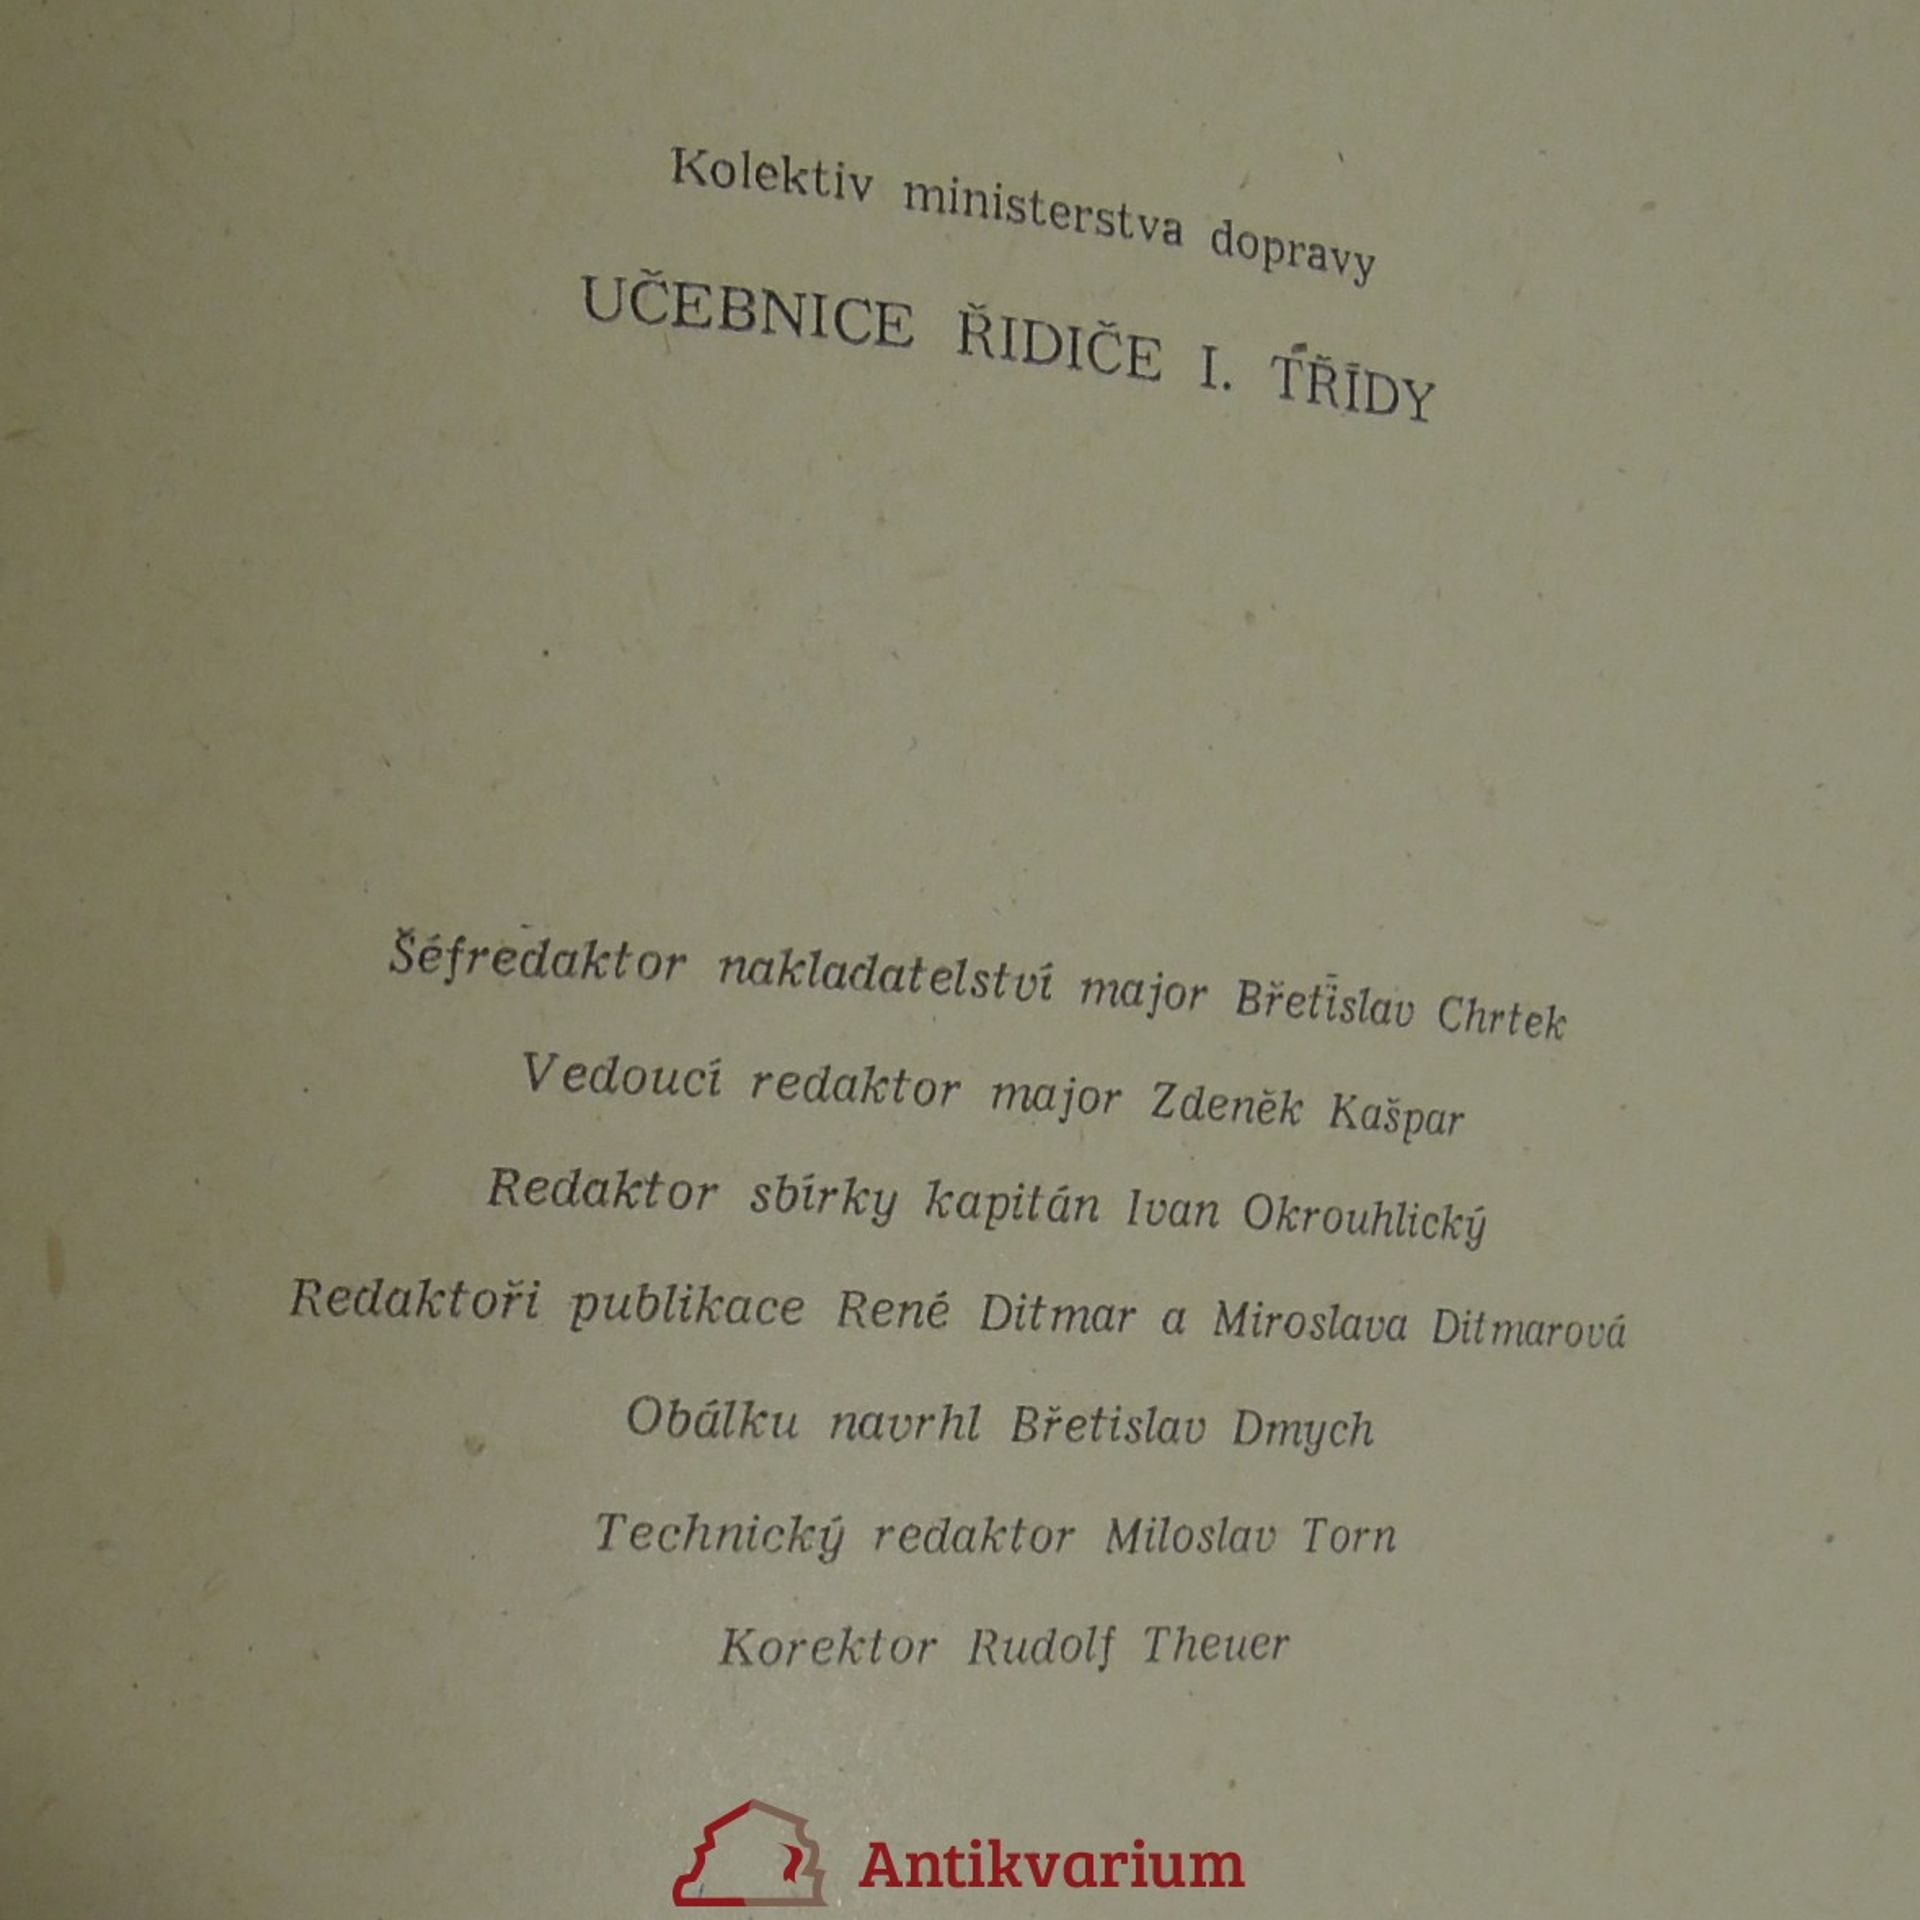 Kolektiv ministerstva dopravy
UČEBNICE ŘIDIČE I. TŘÍDY
Šéfredaktor nakladatelství major Břetislav Chrtek
Vedoucí redaktor major Zdeněk Kašpar
Redaktor sbírky kapitán Ivan Okrouhlický
Redaktoři publikace René Ditmar a Miroslava Ditmarová
Obálku navrhl Břetislav Dmych
Technický redaktor Miloslav Torn
Korektor Rudolf Theuer
Antikvarium